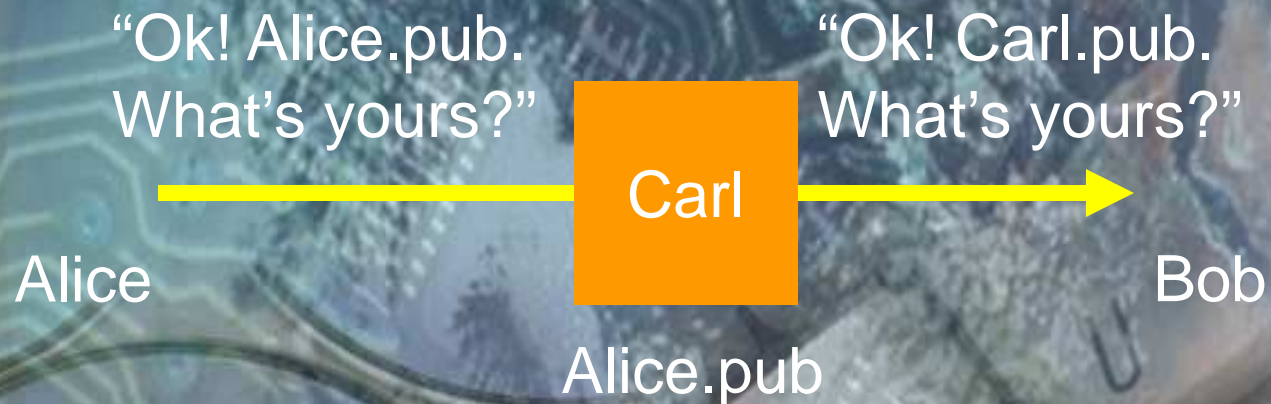 “Ok! Alice.pub.
What’s yours?”
“Ok! Carl.pub.
What’s yours?”
Carl
Alice
Bob
Alice.pub